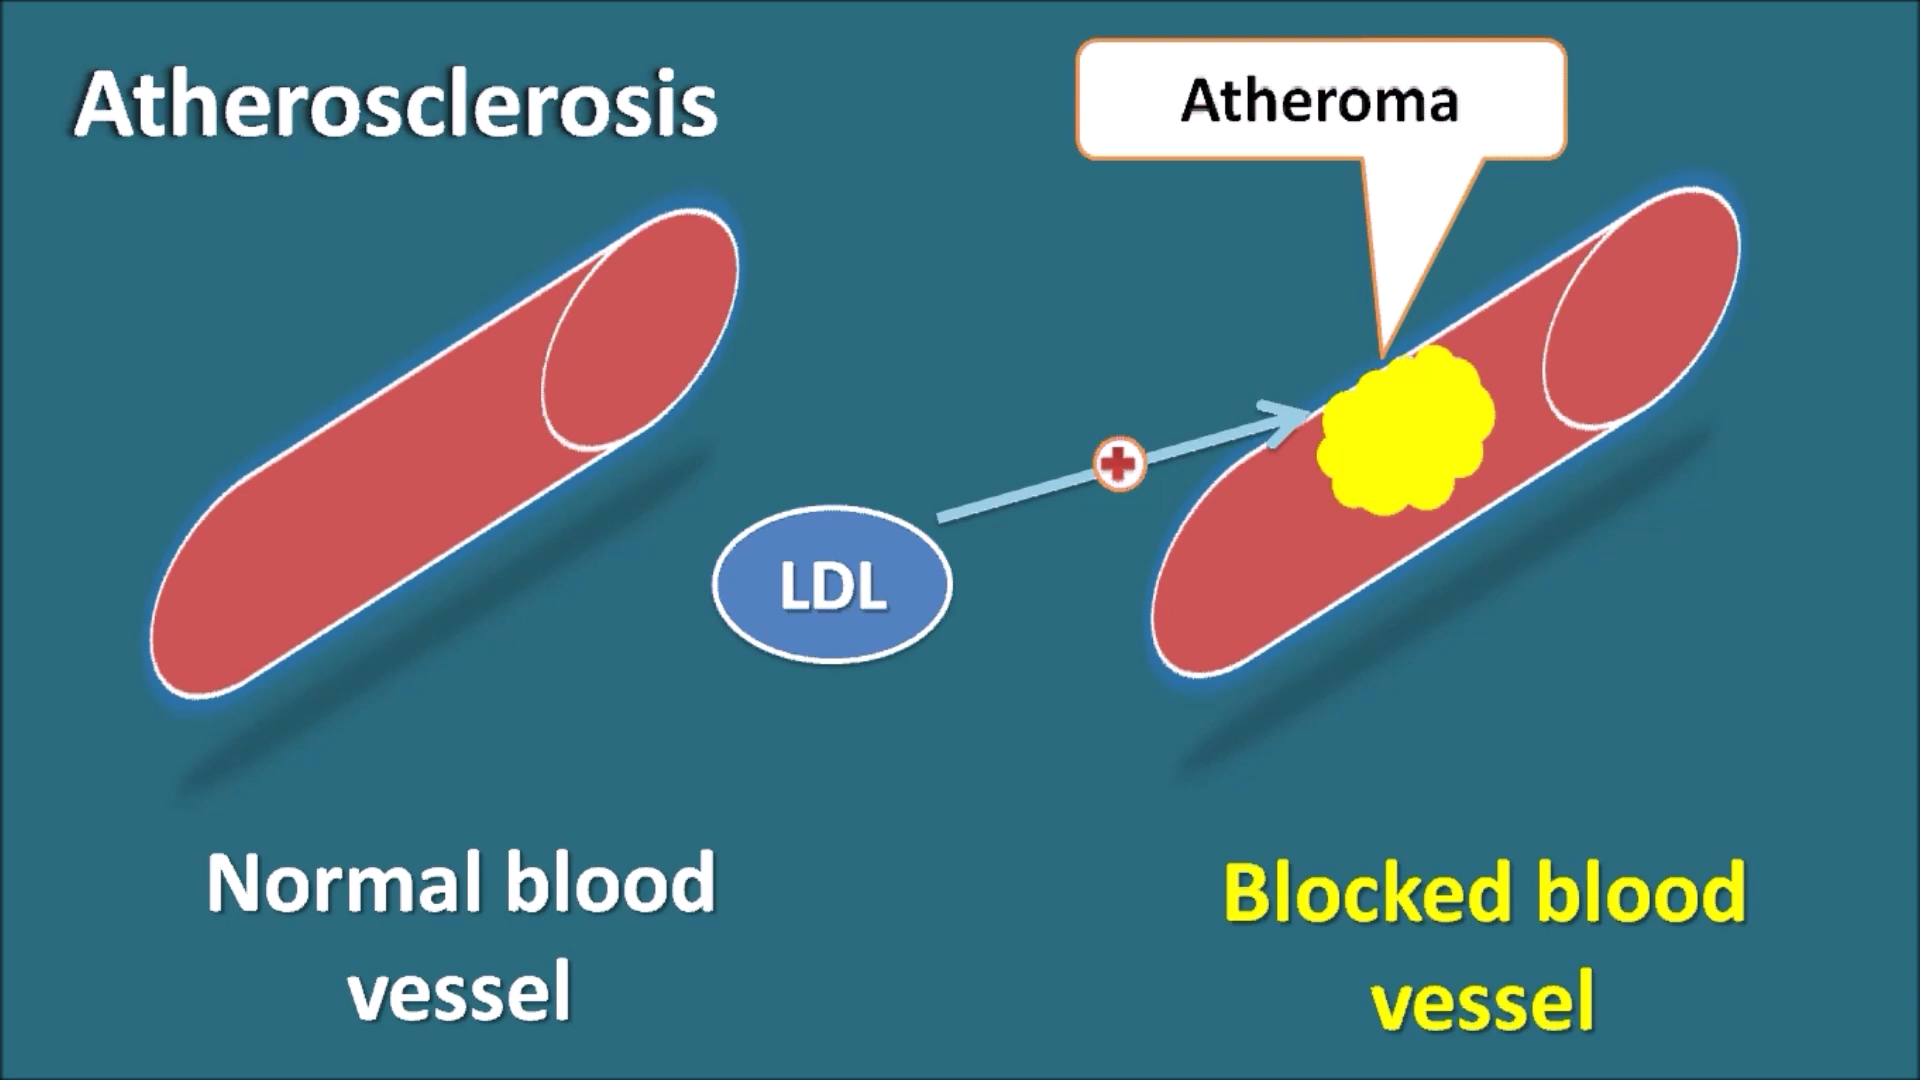 Atherosclerosis
Atheroma
LDL
Normal blood
vessel
Blocked blood
vessel